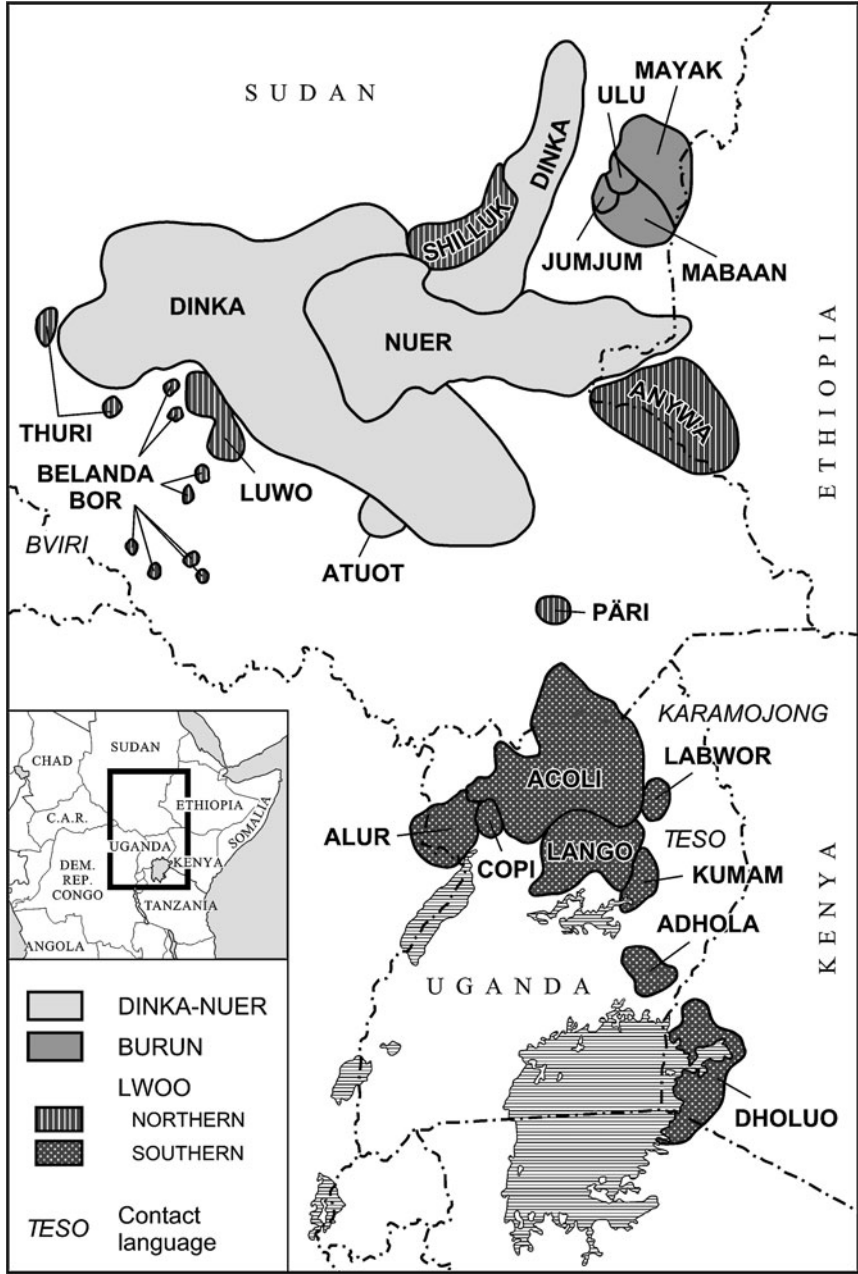 SUDAN
MAYAK
ULU
DINKA
SHILLUK
JUMJUM
MABAAN
DINKA
NUER
ETHIOPIA
ANYWA
THURI
BELANDA
BOR
LUWO
BVIRI
ATUOT
PÄRI
KARAMOJONG
LABWOR
ACOLI
ALUR
COPI
LANGO
TESO
KUMAM
ADHOLA
KENYA
UGANDA
DHOLUO
CHAD
SUDAN
C.A.R.
ETHIOPIA
SOMALIA
UGANDA
KENYA
DEM.
REP.
CONGO
TANZANIA
ANGOLA
DINKA-NUER
BURUN
LWOO
NORTHERN
SOUTHERN
TESO Contact
language